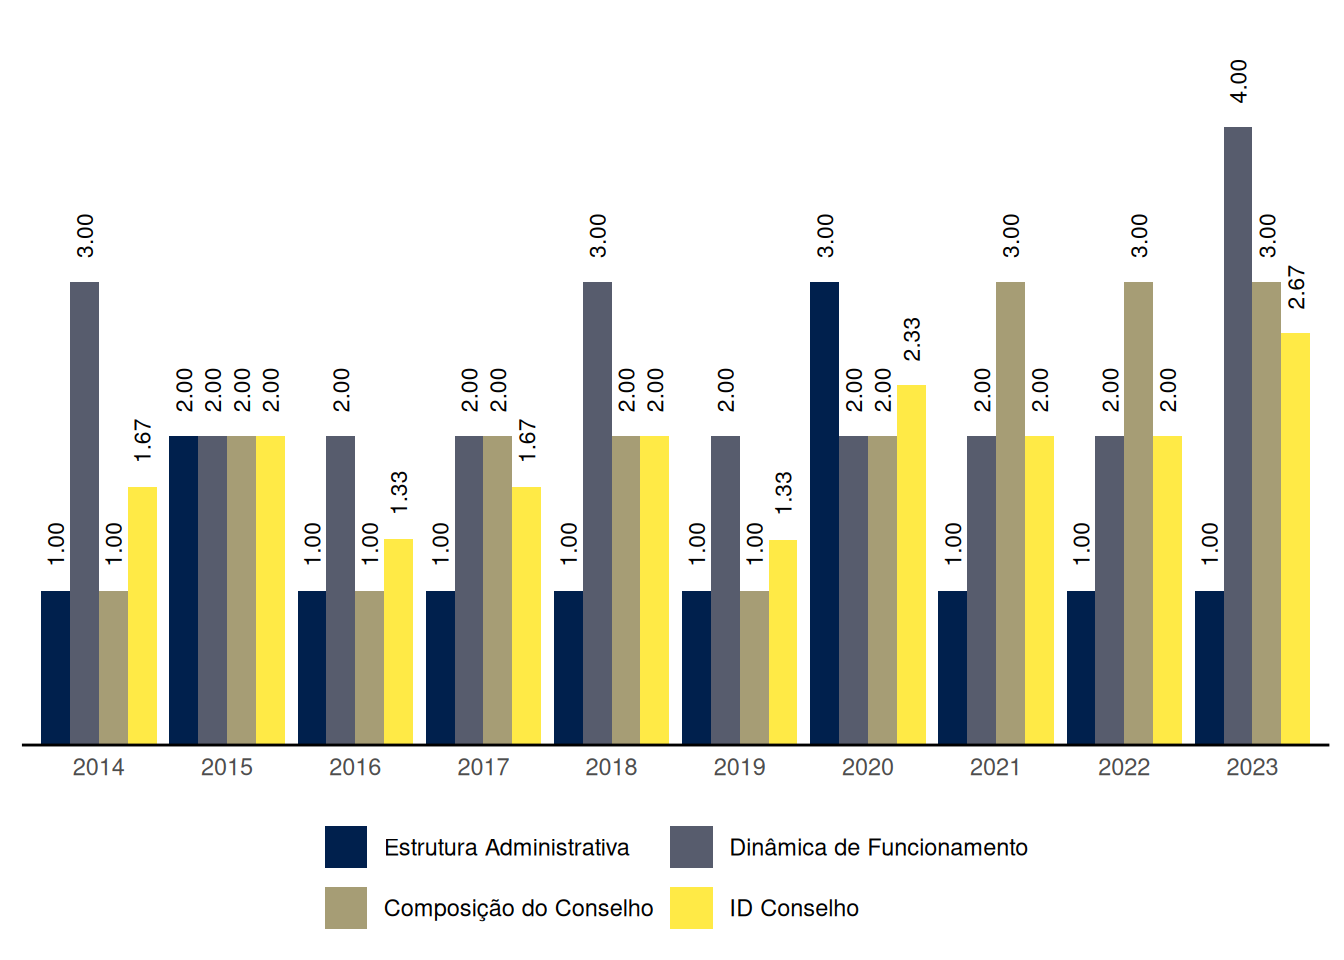 4.00
3.00 3.00 3.00 3.00 3.00 3.00
2.67
2.33
2.00 2.00 2.00 2.00 2.00 2.00 2.00 2.00 2.00 2.00 2.00 2.00 2.00 2.00 2.00 2.00
1.67 1.67
1.33 1.33
1.00 1.00 1.00 1.00 1.00 1.00 1.00 1.00 1.00 1.00 1.00
2014 2015 2016 2017 2018 2019 2020 2021 2022 2023
Estrutura Administrativa Dinâmica de Funcionamento
Composição do Conselho ID Conselho